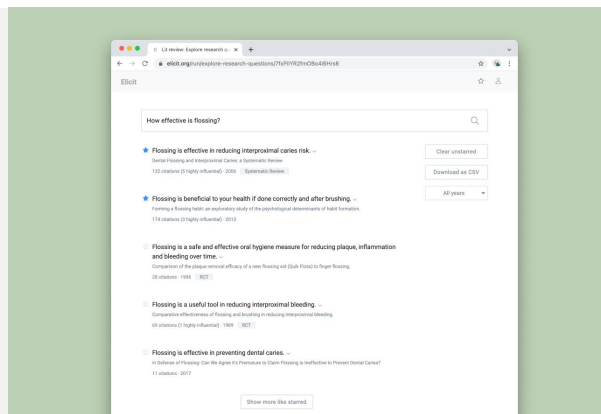 Lit review: Explore research q
elicit.org/run/explore-research-questions/
Elicit
How effective is flossing?
Flossing is effective in reducing interproximal caries risk.
Dental Flossing and Interproximal Caries: a Systematic Review
132 citations (5 highly influential) · 2006 Systematic Review
Clear unstarred
Download as CSV
All years
Flossing is beneficial to your health if done correctly and after brushing.
Forming a flossing habit: an exploratory study of the psychological determinants of habit formation.
174 citations (3 highly influential) · 2013
Flossing is a safe and effective oral hygiene measure for reducing plaque, inflammation
and bleeding over time.
Comparison of the plaque-removal efficacy of a new flossing aid (Quik Floss) to finger flossing.
28 citations · 1996 RCT
Flossing is a useful tool in reducing interproximal bleeding.
Comparative effectiveness of flossing and brushing in reducing interproximal bleeding.
69 citations (1 highly influential) · 1989 RCT
Flossing is effective in preventing dental caries.
In Defense of Flossing: Can We Agree It's Premature to Claim Flossing is Ineffective to Prevent Dental Caries?
11 citations · 2017
Show more like starred